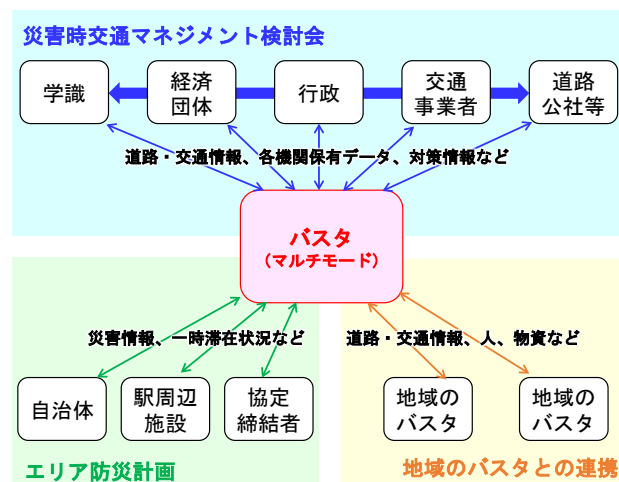 災害時交通マネジメント検討会
学識
経済
団体
行政
交通
事業者
道路
公社等
道路・交通情報、各機関保有データ、対策情報など
バスタ
（マルチモード）
災害情報、一時滞在状況など
道路・交通情報、人、物資など
自治体
駅周辺
施設
協定
締結者
地域の
バスタ
地域の
バスタ
エリア防災計画
地域のバスタとの連携